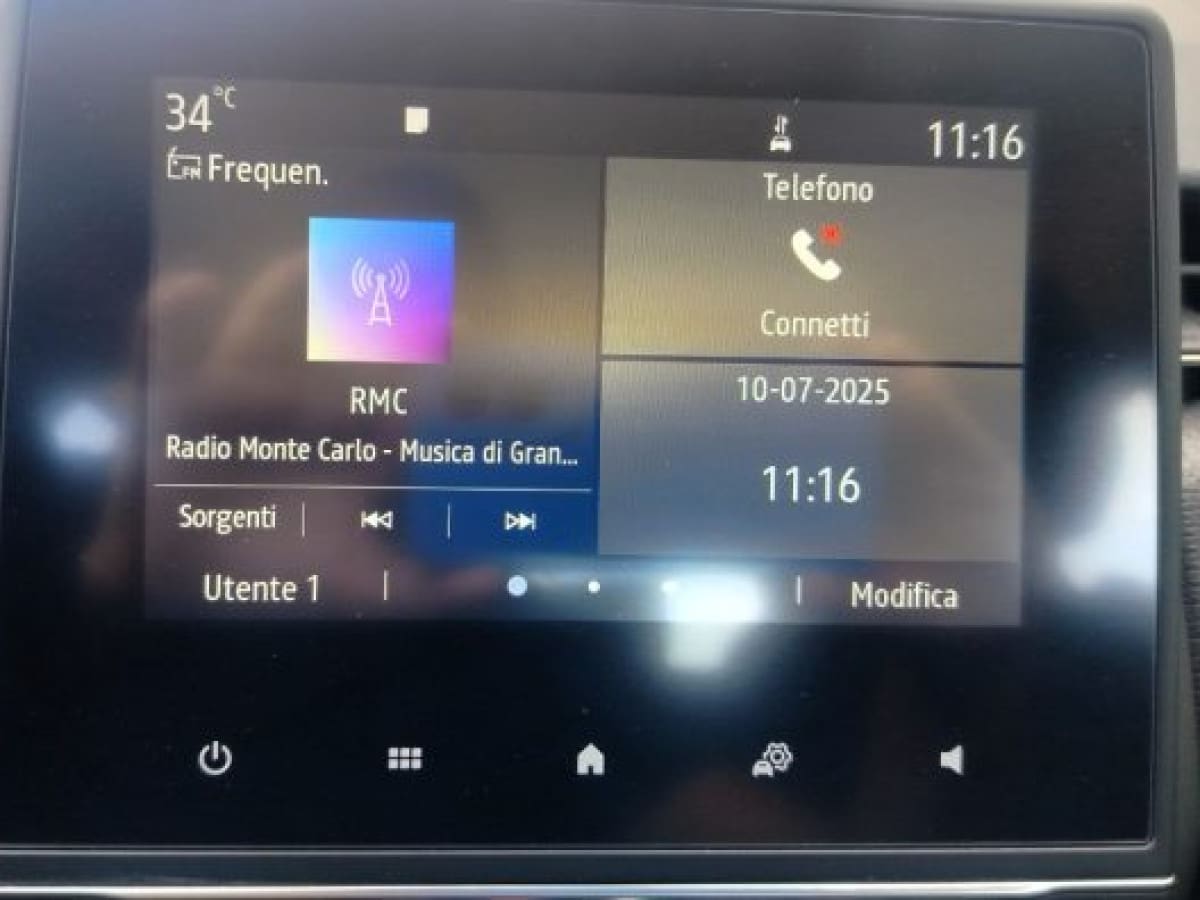 34°C
11:16
FM Frequen.
RMC
Radio Monte Carlo - Musica di Gran...
Sorgenti
Telefono
Connetti
10-07-2025
11:16
Utente 1
Modifica